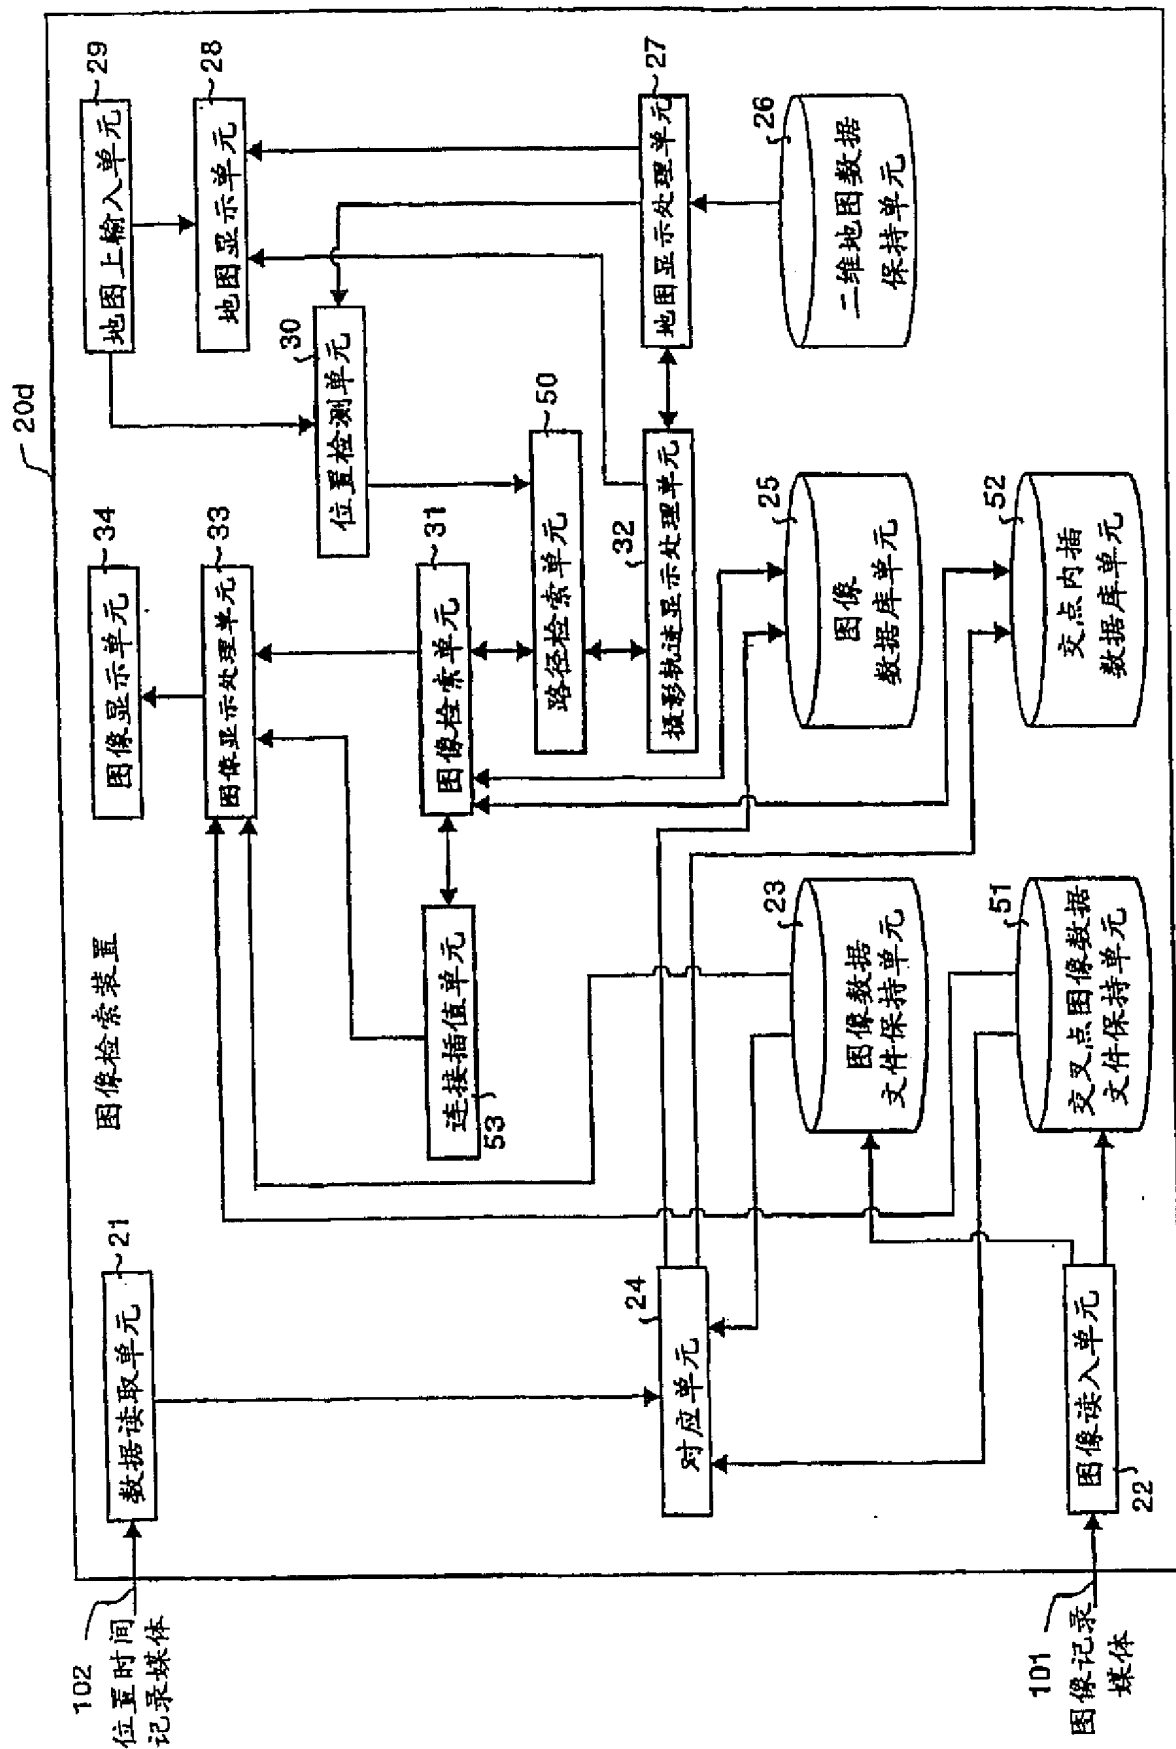 20d
图像检索装置
102
位置时间
记录媒体
数据读取单元
21
图像显示单元
34
地图上输入单元
29
图像显示处理单元
33
地图显示单元
28
位置检测单元
30
连接插值单元
53
图像检索单元
31
路径检索单元
50
对应单元
24
摄影轨迹显示处理单元
32
地图显示处理单元
27
图像数据
文件保持单元
23
图像
数据库单元
25
二维地图数据
保持单元
26
101
图像记录
媒体
图像读入单元
22
交叉点图像数据
文件保持单元
51
交点内插
数据库单元
52